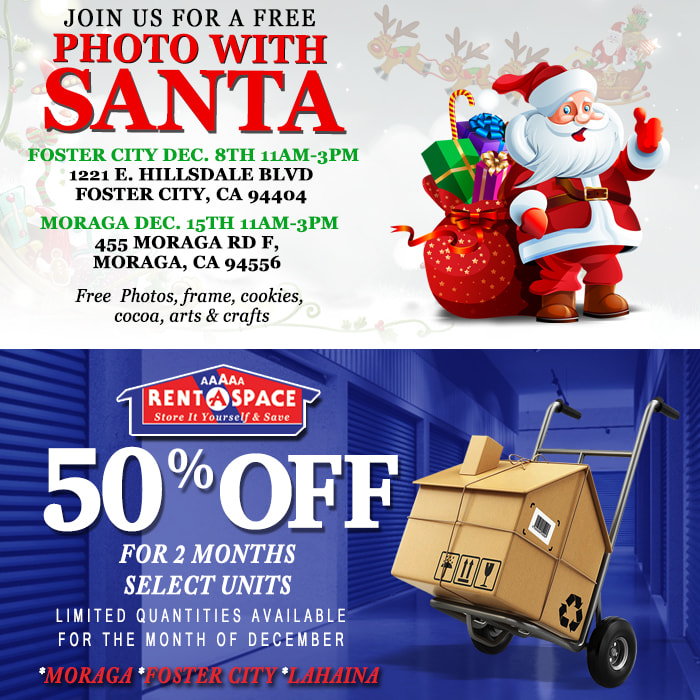 JOIN US FOR A FREE
PHOTO WITH
SANTA
FOSTER CITY DEC. 8TH 11AM-3PM
1221 E. HILLSDALE BLVD
FOSTER CITY, CA 94404
MORAGA DEC. 15TH 11AM-3PM
455 MORAGA RD F,
MORAGA, CA 94556
Free Photos, frame, cookies,
cocoa, arts & crafts
AAAAA
RENT A SPACE
Store It Yourself & Save
50% OFF
FOR 2 MONTHS
SELECT UNITS
LIMITED QUANTITIES AVAILABLE
FOR THE MONTH OF DECEMBER
*MORAGA *FOSTER CITY *LAHAINA